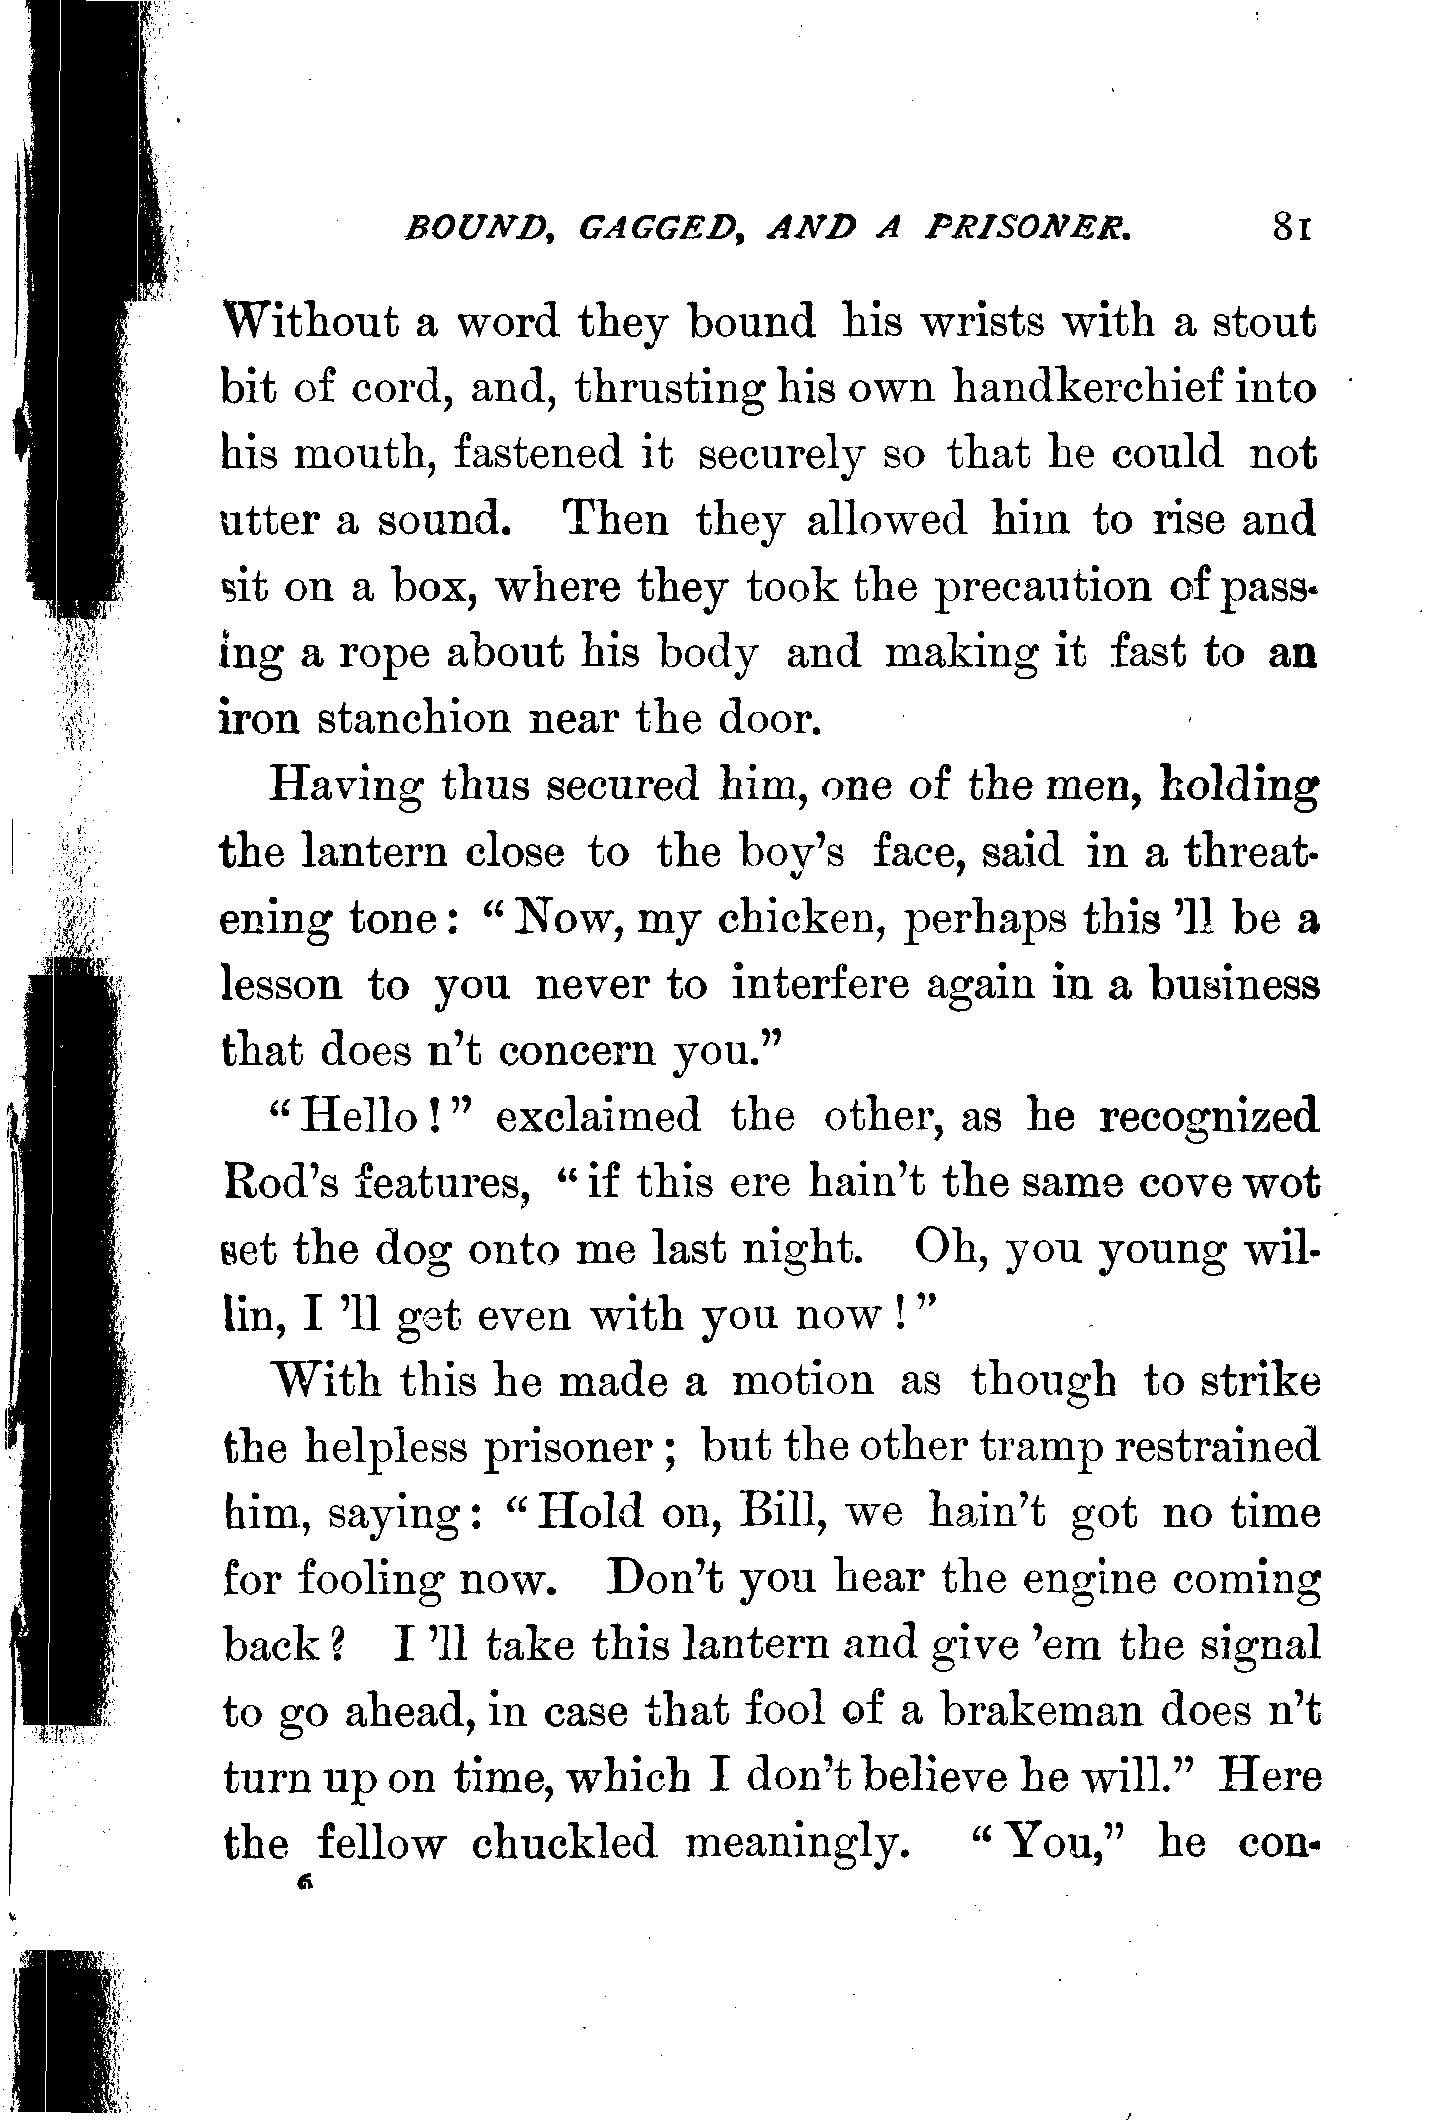 BOUND, GAGGED, AND A PRISONER. 81
Without a word they bound his wrists with a stout
bit of cord, and, thrusting his own handkerchief into
his mouth, fastened it securely so that he could not
utter a sound. Then they allowed him to rise and
sit on a box, where they took the precaution of pass-
ing a rope about his body and making it fast to an
iron stanchion near the door.
Having thus secured him, one of the men, holding
the lantern close to the boy's face, said in a threat-
ening tone: “Now, my chicken, perhaps this 'll be a
lesson to you never to interfere again in a business
that does n't concern you.”
“Hello!” exclaimed the other, as he recognized
Rod's features, “if this ere hain't the same cove wot
set the dog onto me last night. Oh, you young wil-
lin, I 'll get even with you now!”
With this he made a motion as though to strike
the helpless prisoner; but the other tramp restrained
him, saying: “Hold on, Bill, we hain't got no time
for fooling now. Don't you hear the engine coming
back? I 'll take this lantern and give 'em the signal
to go ahead, in case that fool of a brakeman does n't
turn up on time, which I don't believe he will.” Here
the fellow chuckled meaningly. “You,” he con-
6